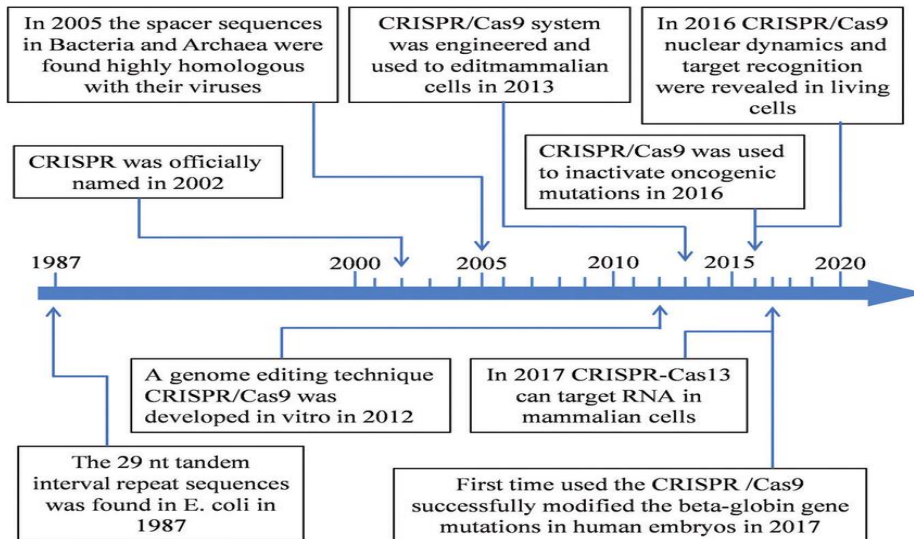 In 2005 the spacer sequences
in Bacteria and Archaea were
found highly homologous
with their viruses
CRISPR/Cas9 system
was engineered and
used to editmammalian
cells in 2013
In 2016 CRISPR/Cas9
nuclear dynamics and
target recognition
were revealed in living
cells
CRISPR was officially
named in 2002
CRISPR/Cas9 was used
to inactivate oncogenic
mutations in 2016
1987
2000
2005
2010
2015
2020
A genome editing technique
CRISPR/Cas9 was
developed in vitro in 2012
In 2017 CRISPR-Cas13
can target RNA in
mammalian cells
The 29 nt tandem
interval repeat sequences
was found in E. coli in
1987
First time used the CRISPR /Cas9
successfully modified the beta-globin gene
mutations in human embryos in 2017